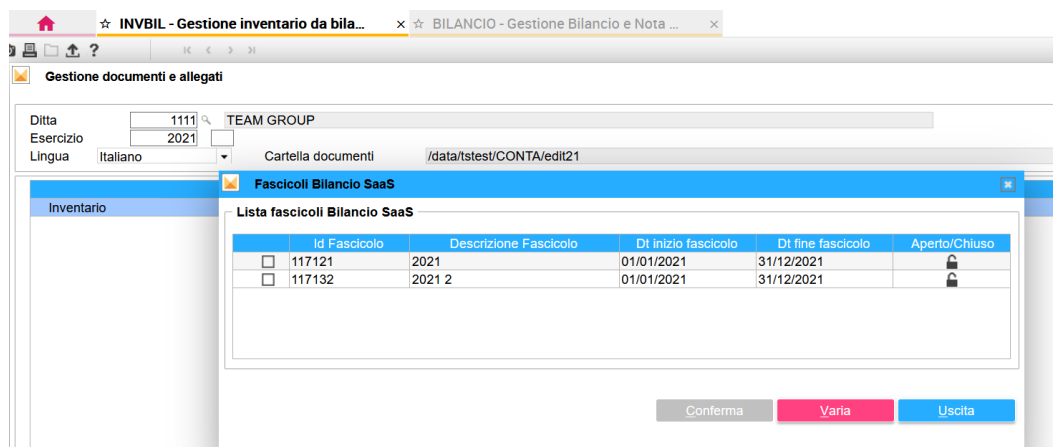 ☆ INVBIL - Gestione inventario da bila... × ☆ BILANCIO - Gestione Bilancio e Nota ... ×
?
Gestione documenti e allegati
Ditta 1111 TEAM GROUP
Esercizio 2021
Lingua Italiano Cartella documenti /data/tstest/CONTA/edit21
Fascicoli Bilancio SaaS
Inventario
Lista fascicoli Bilancio SaaS
Id Fascicolo Descrizione Fascicolo Dt inizio fascicolo Dt fine fascicolo Aperto/Chiuso
117121 2021 01/01/2021 31/12/2021
117132 2021 2 01/01/2021 31/12/2021
Conferma Varia Uscita